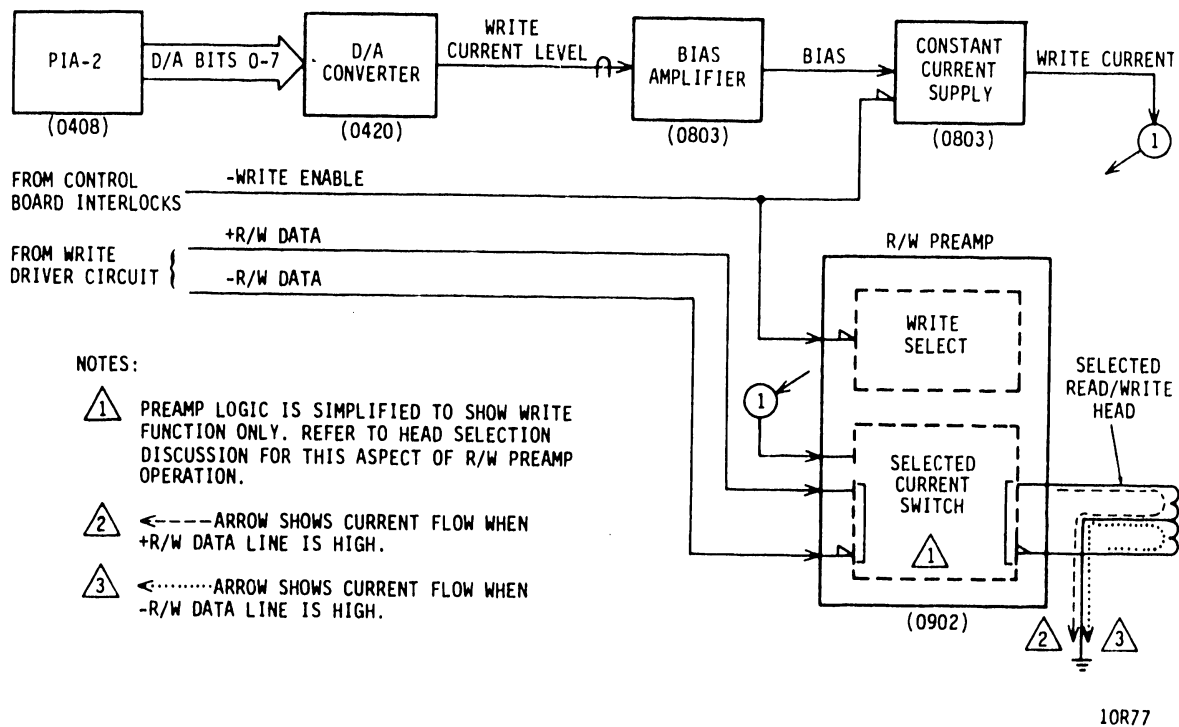 PIA-2
(0408)
D/A BITS 0-7
D/A
CONVERTER
(0420)
WRITE
CURRENT LEVEL
BIAS
AMPLIFIER
(0803)
BIAS
CONSTANT
CURRENT
SUPPLY
(0803)
WRITE CURRENT
1
FROM CONTROL
BOARD INTERLOCKS
-WRITE ENABLE
FROM WRITE
DRIVER CIRCUIT {
+R/W DATA
-R/W DATA
R/W PREAMP
WRITE
SELECT
1
SELECTED
CURRENT
SWITCH
1
(0902)
SELECTED
READ/WRITE
HEAD
2
3
NOTES:
1 PREAMP LOGIC IS SIMPLIFIED TO SHOW WRITE
FUNCTION ONLY. REFER TO HEAD SELECTION
DISCUSSION FOR THIS ASPECT OF R/W PREAMP
OPERATION.
2 <----ARROW SHOWS CURRENT FLOW WHEN
+R/W DATA LINE IS HIGH.
3 <........ARROW SHOWS CURRENT FLOW WHEN
-R/W DATA LINE IS HIGH.
10R77